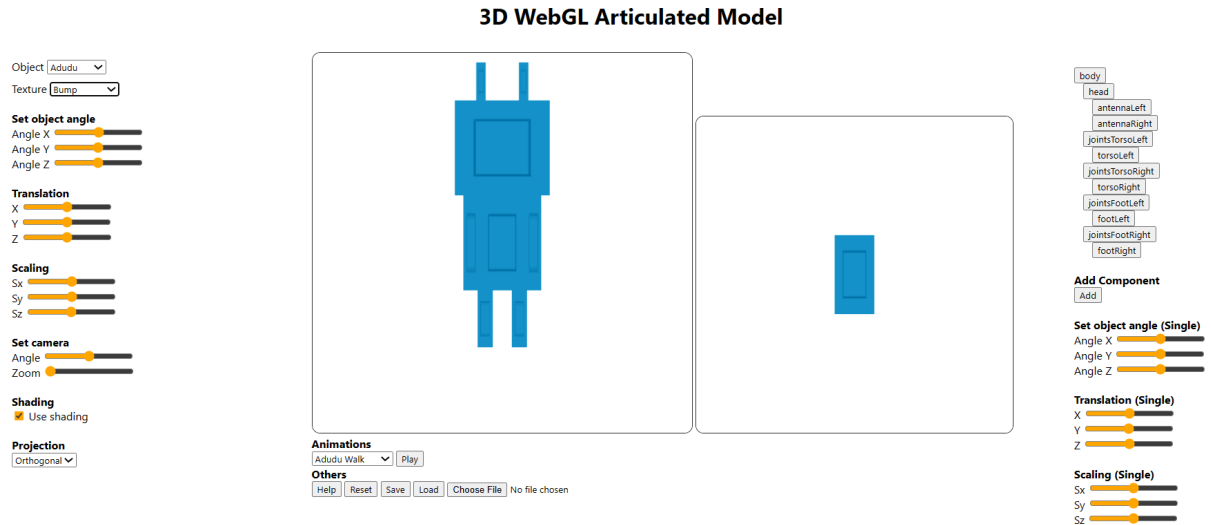 3D WebGL Articulated Model
Object Adudu
Texture Bump
Set object angle
Angle X
Angle Y
Angle Z
Translation
X
Y
Z
Scaling
Sx
Sy
Sz
Set camera
Angle
Zoom
Shading
Use shading
Projection
Orthogonal
Animations
Adudu Walk Play
Others
Help Reset Save Load Choose File No file chosen
body
head
antennaLeft
antennaRight
jointsTorsoLeft
torsoLeft
jointsTorsoRight
torsoRight
jointsFootLeft
footLeft
jointsFootRight
footRight
Add Component
Add
Set object angle (Single)
Angle X
Angle Y
Angle Z
Translation (Single)
X
Y
Z
Scaling (Single)
Sx
Sy
Sz